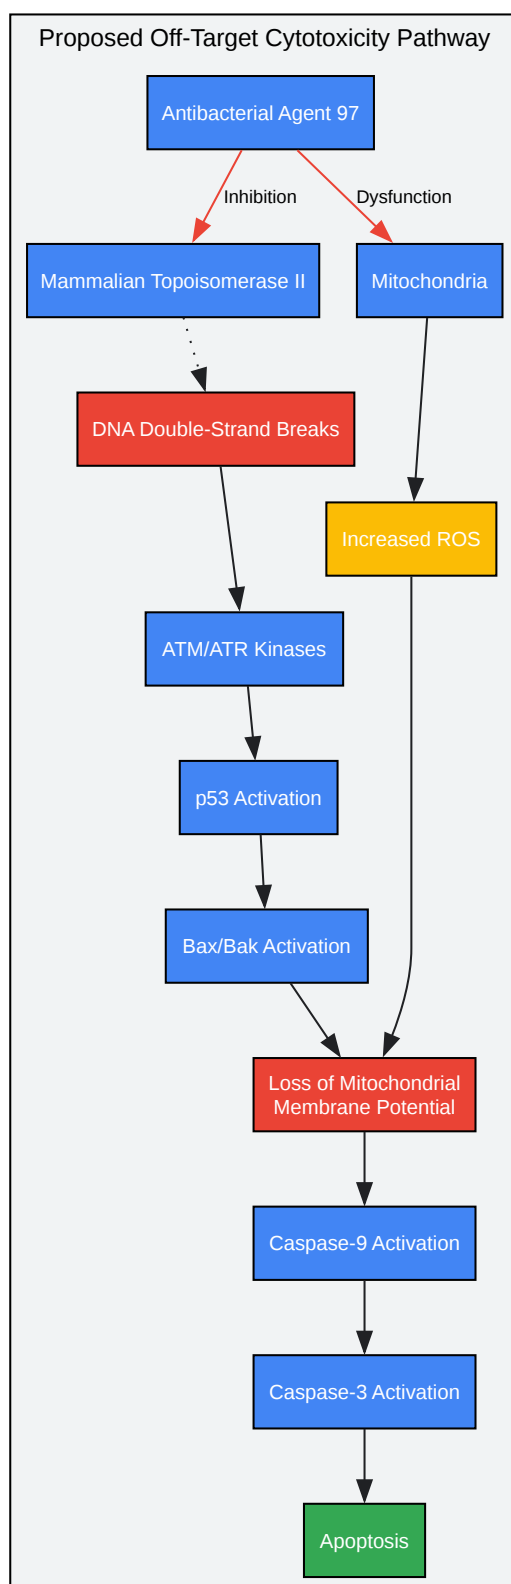 Proposed Off-Target Cytotoxicity Pathway
Antibacterial Agent 97
Inhibition
Dysfunction
Mammalian Topoisomerase II
Mitochondria
DNA Double-Strand Breaks
Increased ROS
ATM/ATR Kinases
p53 Activation
Bax/Bak Activation
Loss of Mitochondrial
Membrane Potential
Caspase-9 Activation
Caspase-3 Activation
Apoptosis